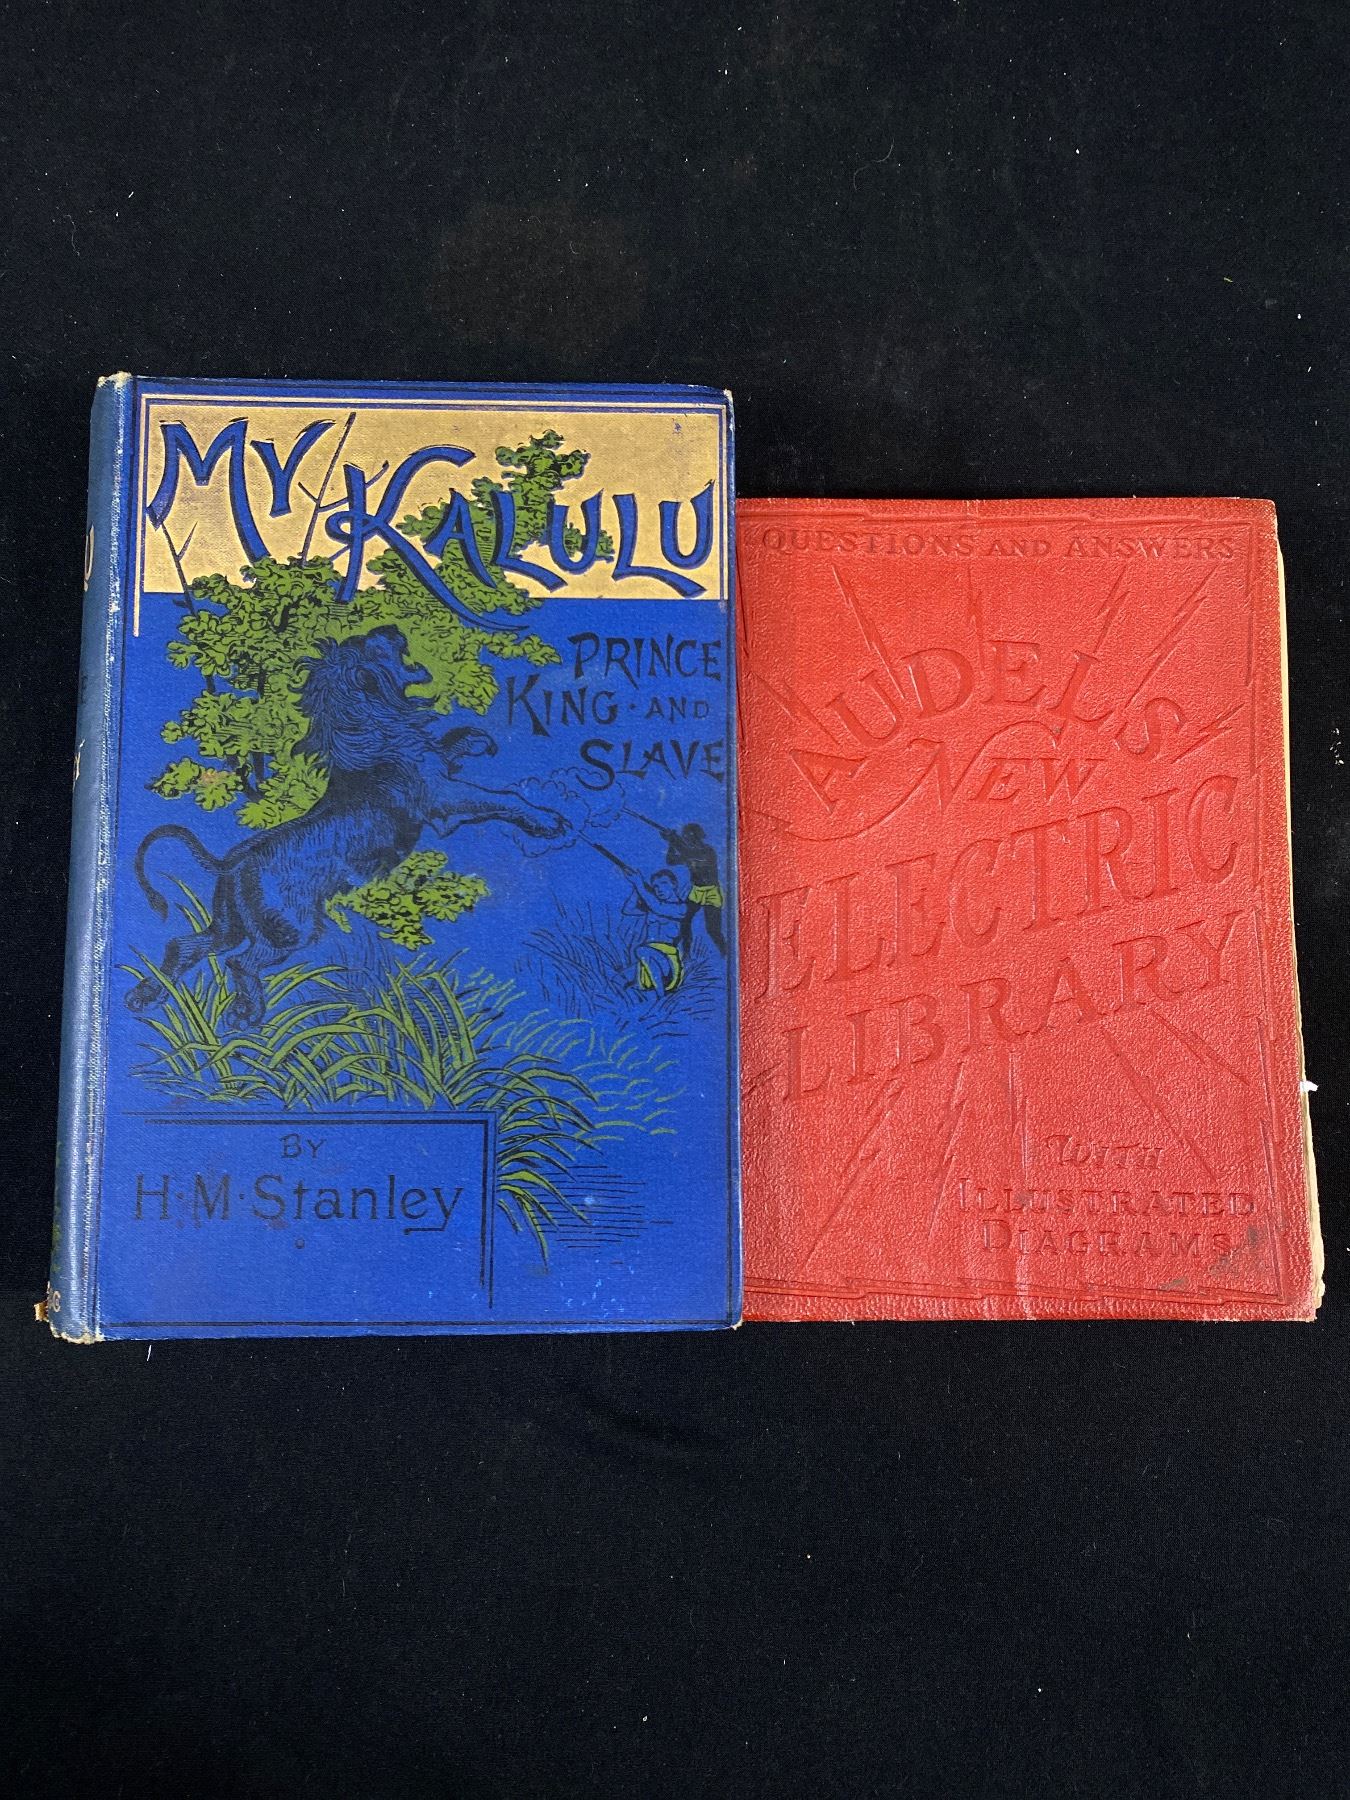 MY KALULU
PRINCE
KING · AND
SLAVE
BY
H · M · Stanley
QUESTIONS AND ANSWERS
AUDELS
NEW
ELECTRIC
LIBRARY
WITH
ILLUSTRATED
DIAGRAMS